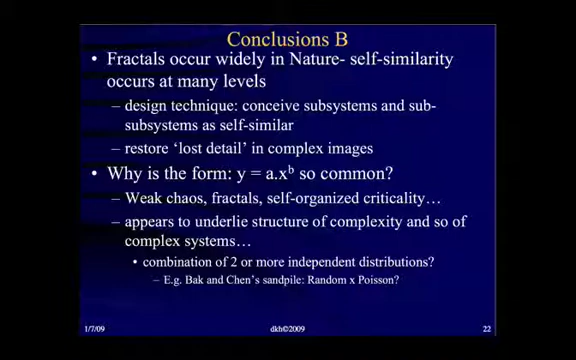 Conclusions B
• Fractals occur widely in Nature- self-similarity
occurs at many levels
– design technique: conceive subsystems and sub-
subsystems as self-similar
– restore ‘lost detail’ in complex images
• Why is the form: y = a.xᵇ so common?
– Weak chaos, fractals, self-organized criticality…
– appears to underlie structure of complexity and so of
complex systems…
• combination of 2 or more independent distributions?
– E.g. Bak and Chen’s sandpile: Random x Poisson?
1/7/09 dkh©2009 22